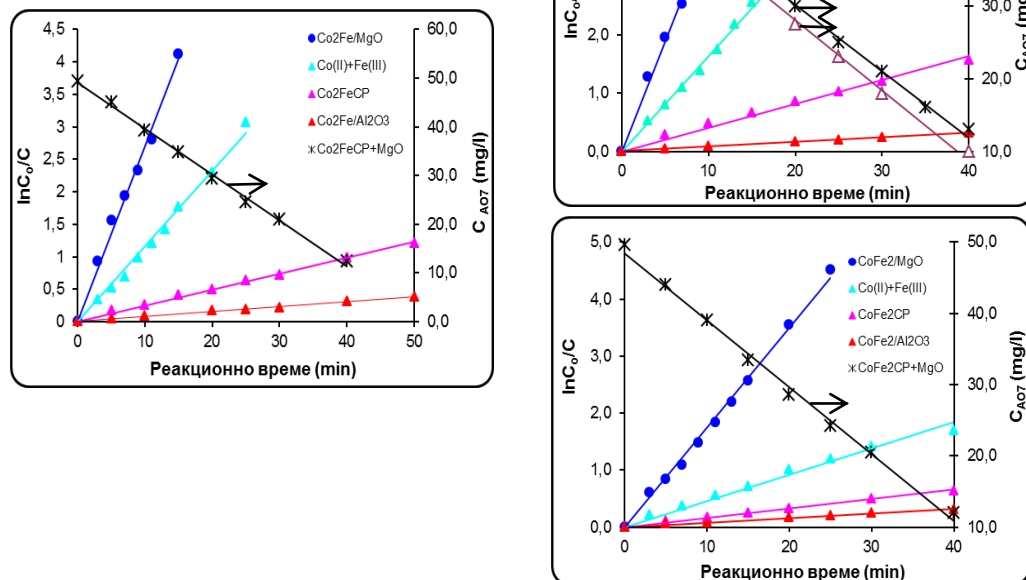 4,5
4
3,5
3
2,5
2
1,5
1
0,5
0
60,0
50,0
40,0
30,0
20,0
10,0
0,0
0 10 20 30 40 50
lnCo/C
C AO7 (mg/l)
Реакционно време (min)
Co2Fe/MgO
Co(II)+Fe(III)
Co2FeCP
Co2Fe/Al2O3
Co2FeCP+MgO
2,0
1,0
0,0
30,0
20,0
10,0
0 10 20 30 40
C AO7 (mg
Реакционно време (min)
5,0
4,0
3,0
2,0
1,0
0,0
50,0
40,0
30,0
20,0
10,0
0 10 20 30 40
lnCo/C
C AO7 (mg/l)
Реакционно време (min)
CoFe2/MgO
Co(II)+Fe(III)
CoFe2CP
CoFe2/Al2O3
CoFe2CP+MgO